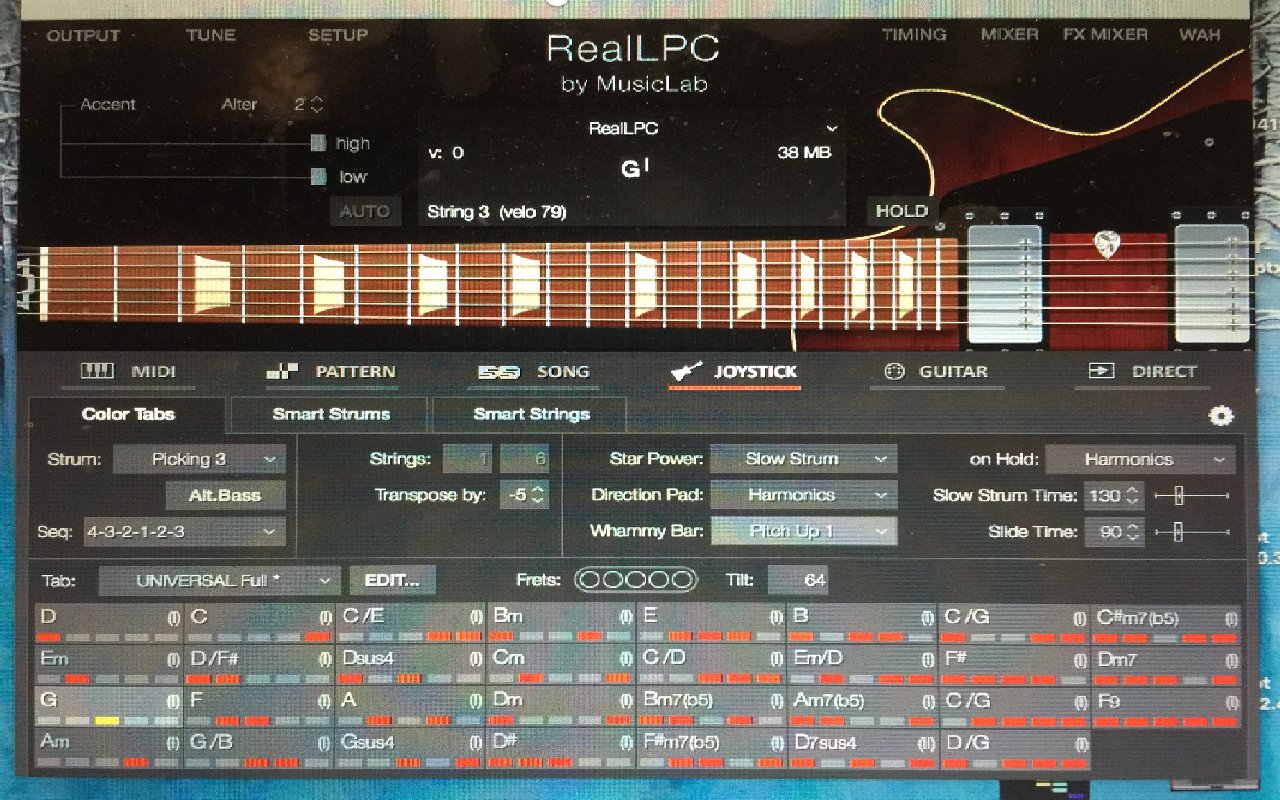 OUTPUT TUNE SETUP RealLPC TIMING MIXER FX MIXER WAH
by MusicLab
Accent Alter 2
RealLPC
high
v: 0 38 MB
G I
low
AUTO String 3 (velo 79) HOLD
MIDI PATTERN SONG JOYSTICK GUITAR DIRECT
Color Tabs Smart Strums Smart Strings
Strum: Picking 3 Strings: 1 6 Star Power: Slow Strum on Hold: Harmonics
Alt.Bass Transpose by: -5 Direction Pad: Harmonics Slow Strum Time: 130
Seq: 4-3-2-1-2-3 Whammy Bar: Pitch Up 1 Slide Time: 90
Tab: UNIVERSAL Full * EDIT... Frets: Tilt: 64
D (I) C (I) C/E (I) Bm (I) E (I) B (I) C/G (I) C#m7(b5) (I)
Em (I) D/F# (I) Dsus4 (I) Cm (I) C/D (I) Em/D (I) F# (I) Dm7 (I)
G (I) F (I) A (I) Dm (I) Bm7(b5) (I) Am7(b5) (I) C/G (I) F9 (I)
Am (I) G/B (I) Gsus4 (I) D# (I) F#m7(b5) (I) D7sus4 (II) D/G (I)